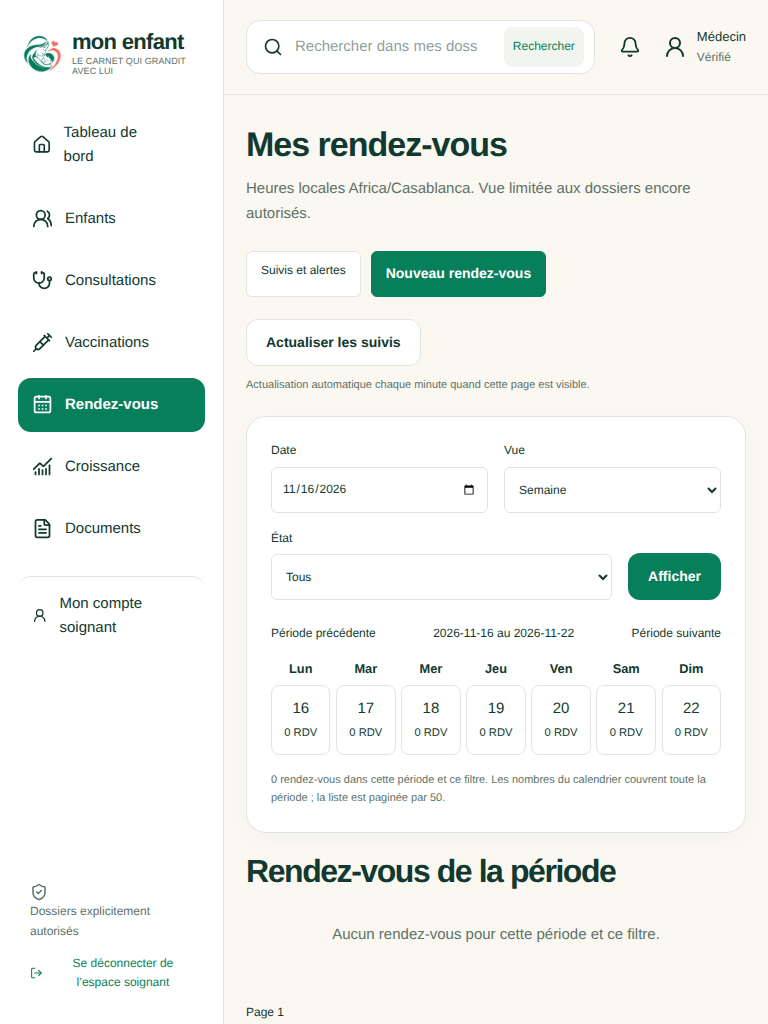 mon enfant
LE CARNET QUI GRANDIT
AVEC LUI
Tableau de
bord
Enfants
Consultations
Vaccinations
Rendez-vous
Croissance
Documents
Mon compte
soignant
Dossiers explicitement
autorisés
Se déconnecter de
l’espace soignant
Rechercher dans mes doss
Rechercher
Médecin
Vérifié
Mes rendez-vous
Heures locales Africa/Casablanca. Vue limitée aux dossiers encore
autorisés.
Suivis et alertes
Nouveau rendez-vous
Actualiser les suivis
Actualisation automatique chaque minute quand cette page est visible.
Date
Vue
11/16/2026
Semaine
État
Tous
Afficher
Période précédente
2026-11-16 au 2026-11-22
Période suivante
Lun Mar Mer Jeu Ven Sam Dim
16 17 18 19 20 21 22
0 RDV 0 RDV 0 RDV 0 RDV 0 RDV 0 RDV 0 RDV
0 rendez-vous dans cette période et ce filtre. Les nombres du calendrier couvrent toute la
période ; la liste est paginée par 50.
Rendez-vous de la période
Aucun rendez-vous pour cette période et ce filtre.
Page 1